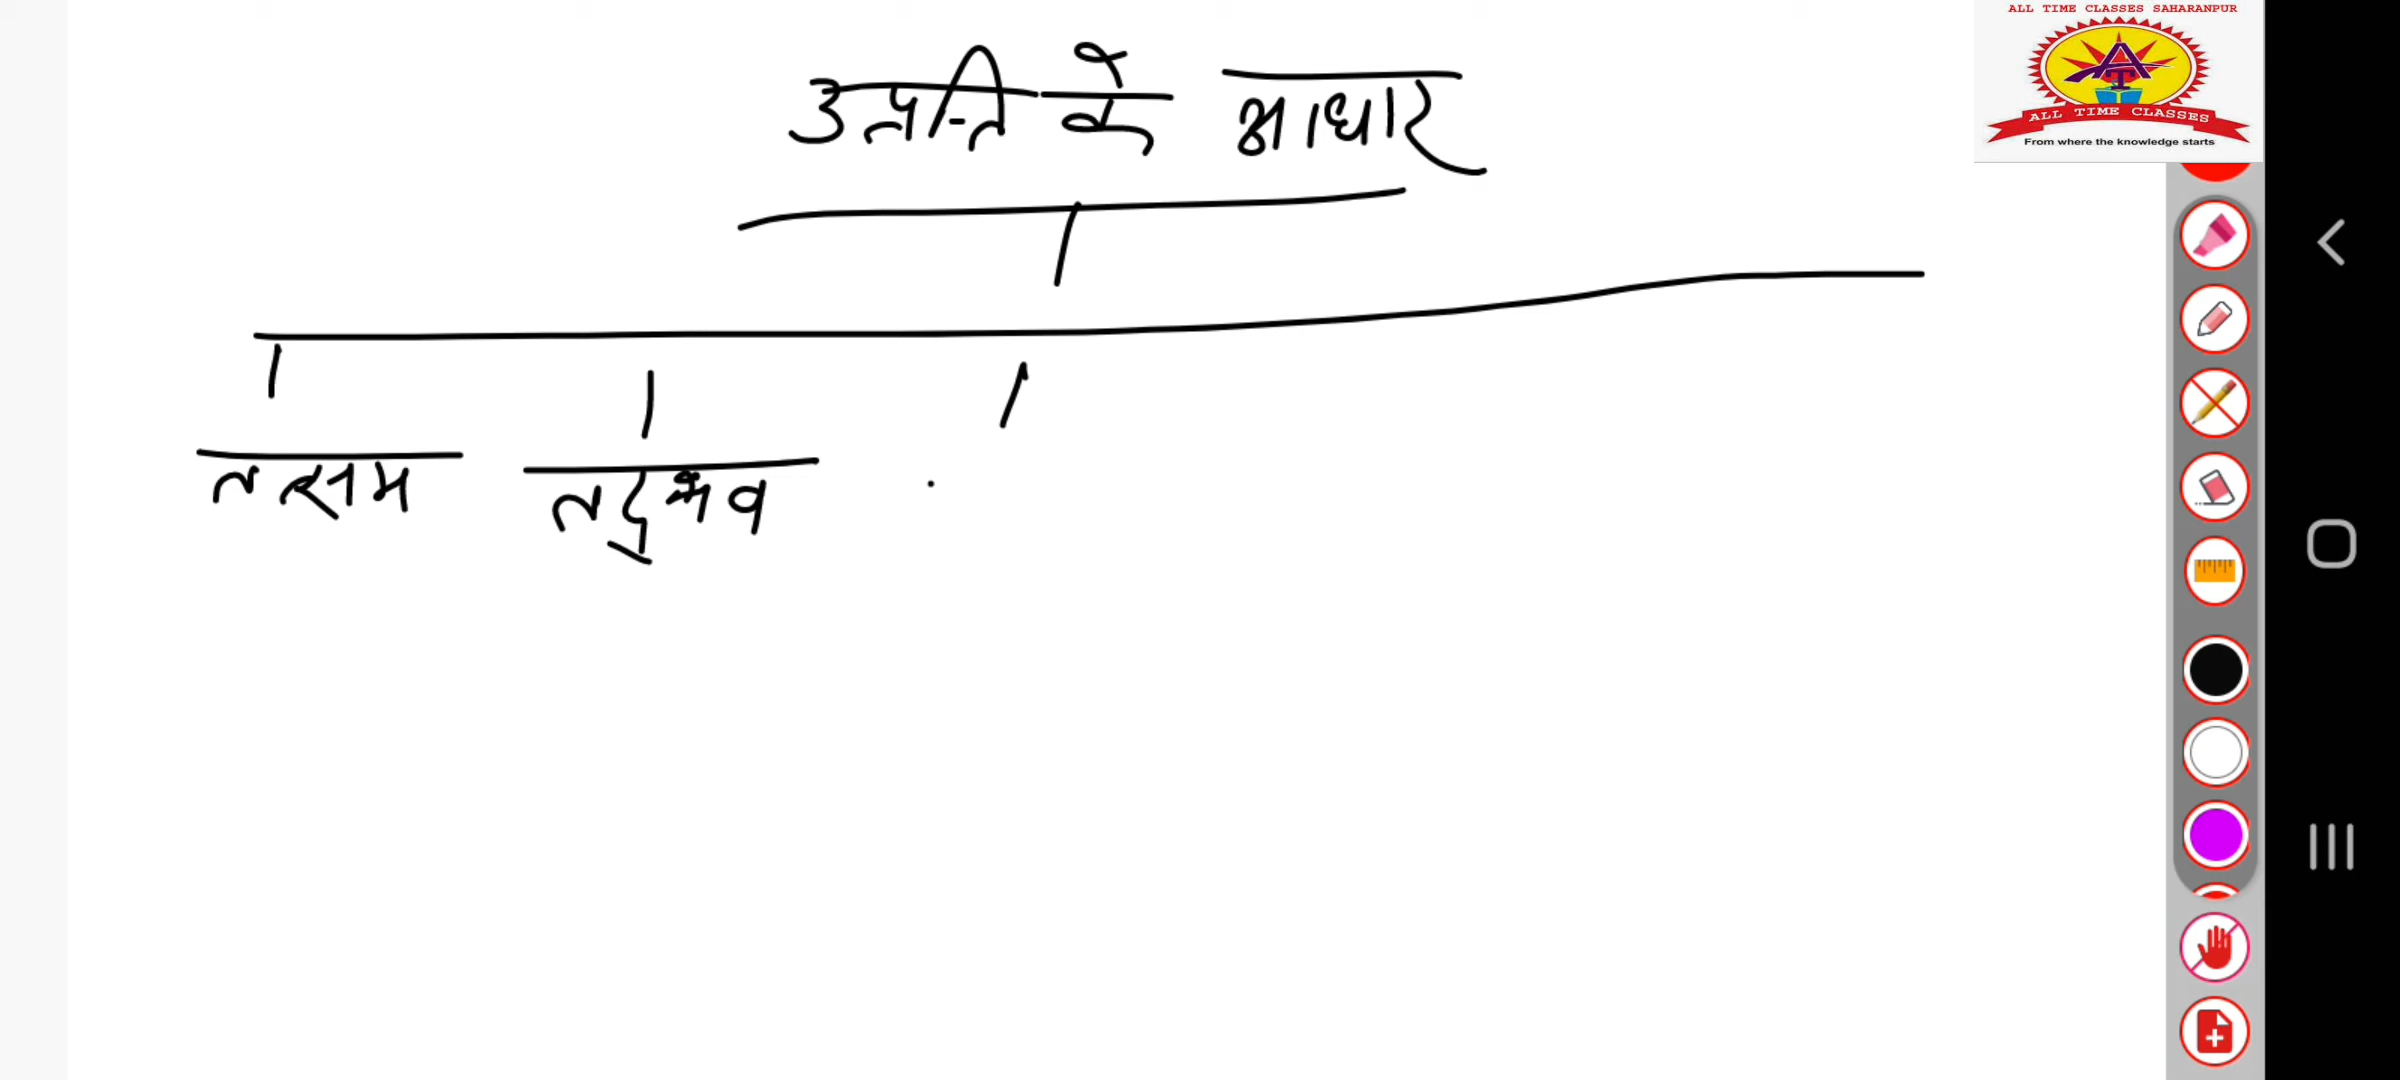 ALL TIME CLASSES SAHARANPUR
ALL TIME CLASSES
From where the knowledge starts
उत्पत्ति के आधार
तत्सम तद्भव